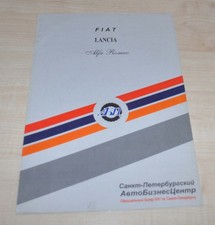 FIAT
LANCIA
Alfa Romeo
Санкт-Петербургский
АвтоБизнесЦентр